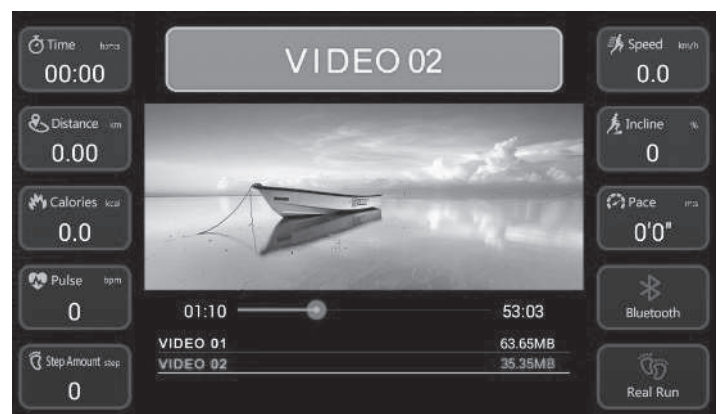 Time
00:00
Distance km
0.00
Calories kcal
0.0
Pulse bpm
0
Step Amount step
0
VIDEO 02
01:10 53:03
VIDEO 01 63.65MB
VIDEO 02 35.35MB
Speed km/h
0.0
Incline %
0
Pace
0'0"
Bluetooth
Real Run